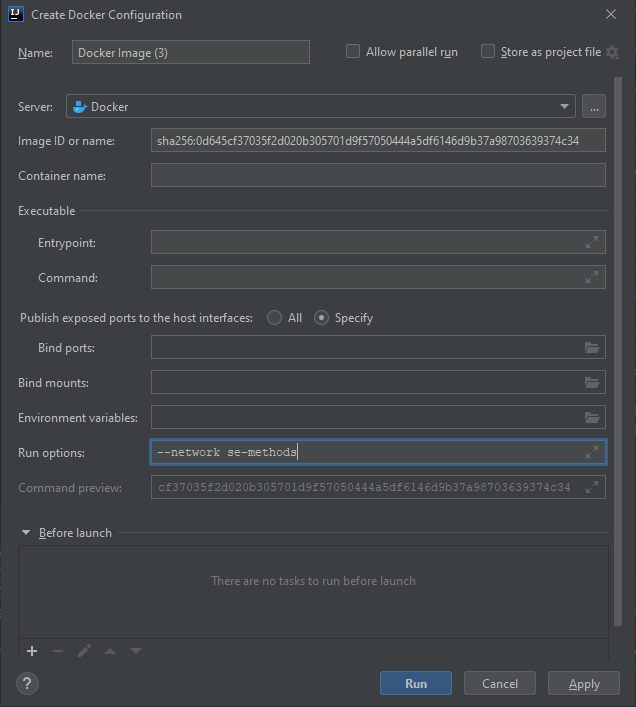 Create Docker Configuration
Name: Docker Image (3) Allow parallel run Store as project file
Server: Docker ...
Image ID or name: sha256:0d645cf37035f2d020b305701d9f57050444a5df6146d9b37a98703639374c34
Container name:
Executable
Entrypoint:
Command:
Publish exposed ports to the host interfaces: All Specify
Bind ports:
Bind mounts:
Environment variables:
Run options: --network se-methods
Command preview: cf37035f2d020b305701d9f57050444a5df6146d9b37a98703639374c34
Before launch
There are no tasks to run before launch
? Run Cancel Apply